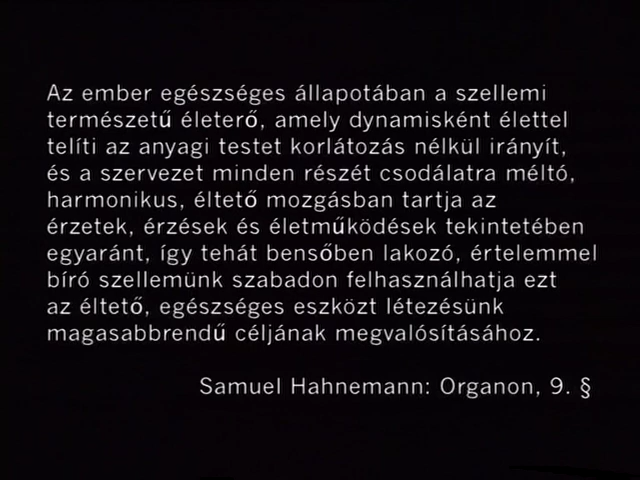 Az ember egészséges állapotában a szellemi
természetű életerő, amely dynamisként élettel
telíti az anyagi testet korlátozás nélkül irányít,
és a szervezet minden részét csodálatra méltó,
harmonikus, éltető mozgásban tartja az
érzetek, érzések és életműködések tekintetében
egyaránt, így tehát bensőben lakozó, értelemmel
bíró szellemünk szabadon felhasználhatja ezt
az éltető, egészséges eszközt létezésünk
magasabbrendű céljának megvalósításához.
Samuel Hahnemann: Organon, 9. §